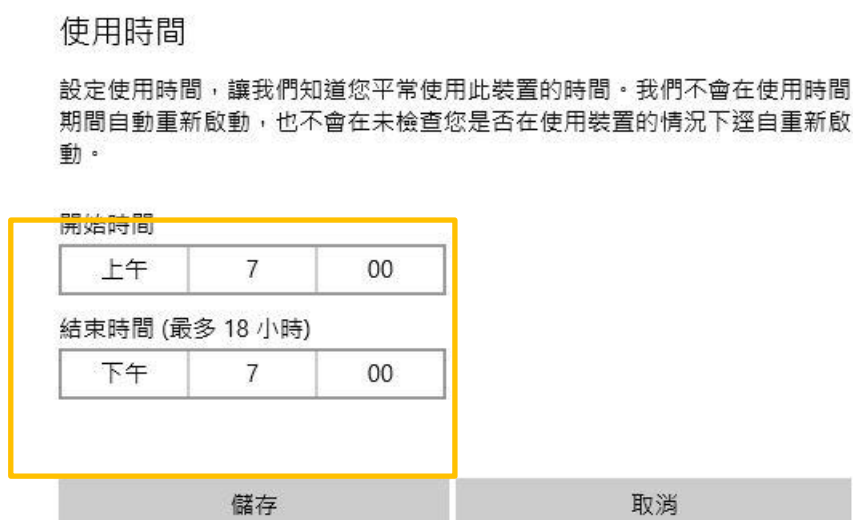 使用時間
設定使用時間，讓我們知道您平常使用此裝置的時間。我們不會在使用時間
期間自動重新啟動，也不會在未檢查您是否在使用裝置的情況下逕自重新啟
動。
開始時間
上午 7 00
結束時間 (最多 18 小時)
下午 7 00
儲存 取消